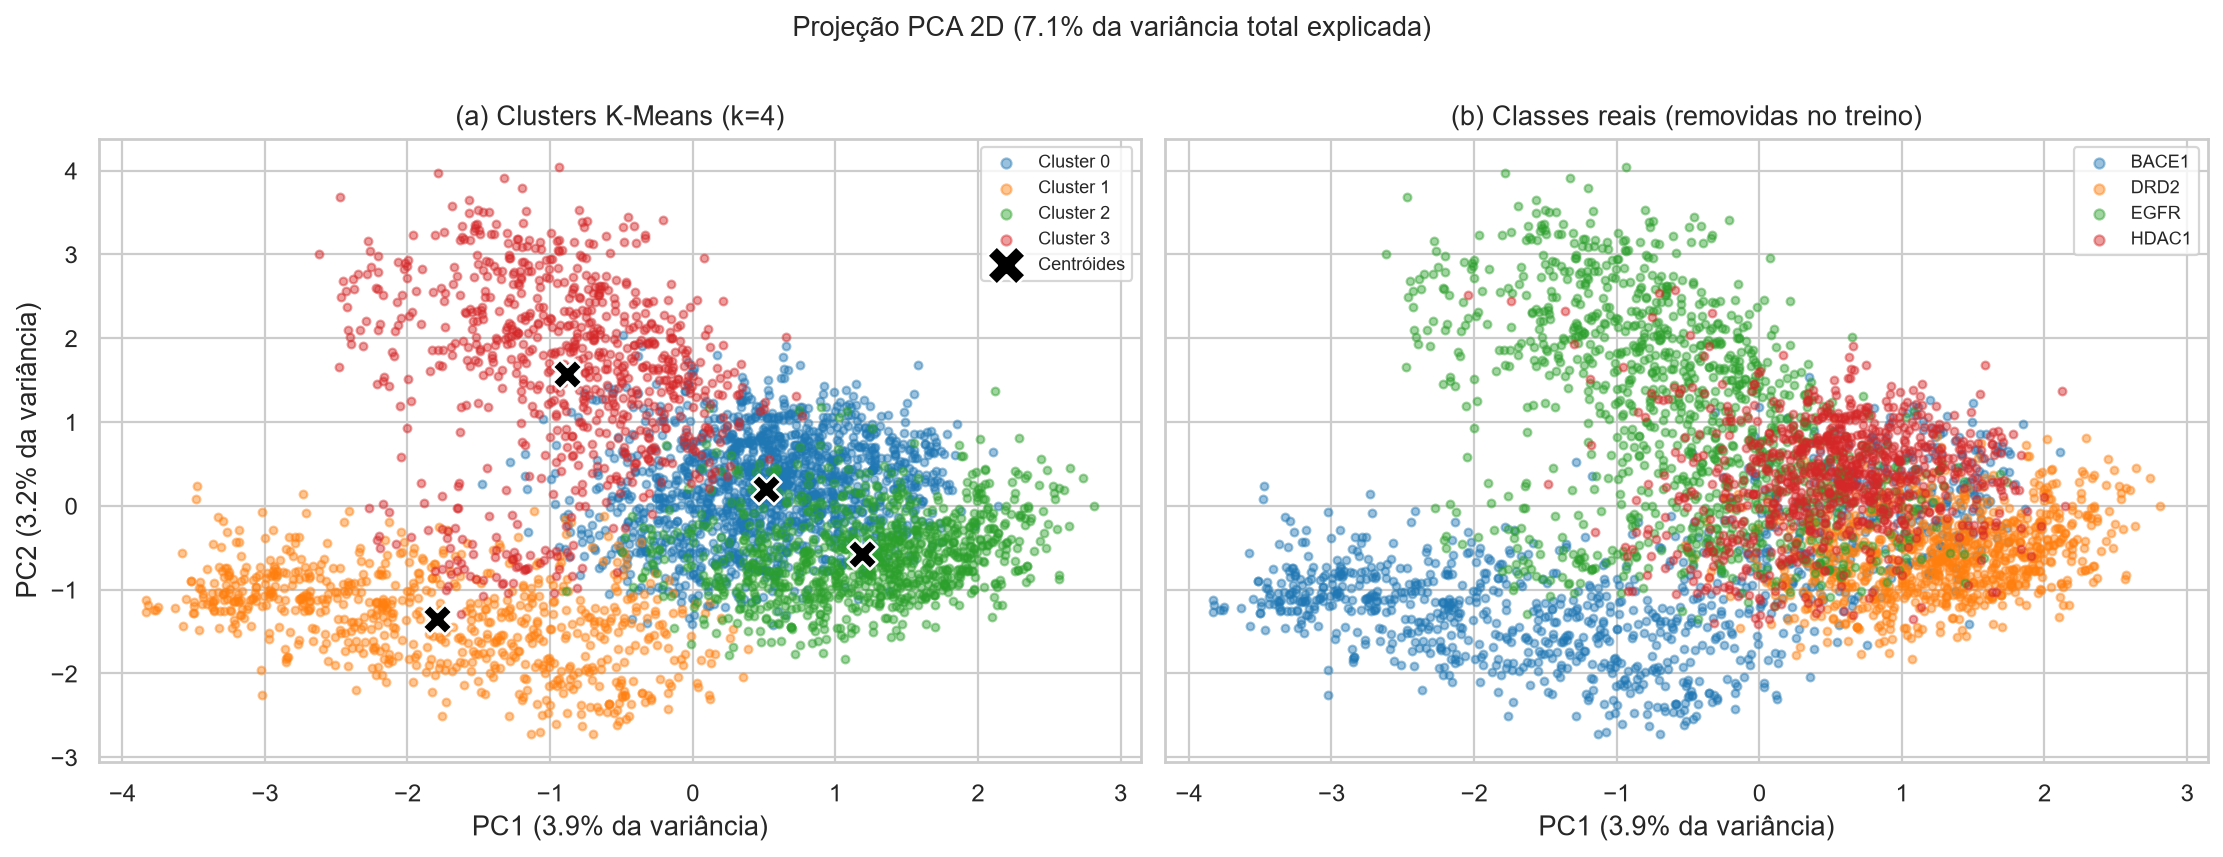 Projeção PCA 2D (7.1% da variância total explicada)
(a) Clusters K-Means (k=4)
Cluster 0
Cluster 1
Cluster 2
Cluster 3
Centróides
4
3
2
1
0
−1
−2
−3
PC2 (3.2% da variância)
−4 −3 −2 −1 0 1 2 3
PC1 (3.9% da variância)
(b) Classes reais (removidas no treino)
BACE1
DRD2
EGFR
HDAC1
−4 −3 −2 −1 0 1 2 3
PC1 (3.9% da variância)